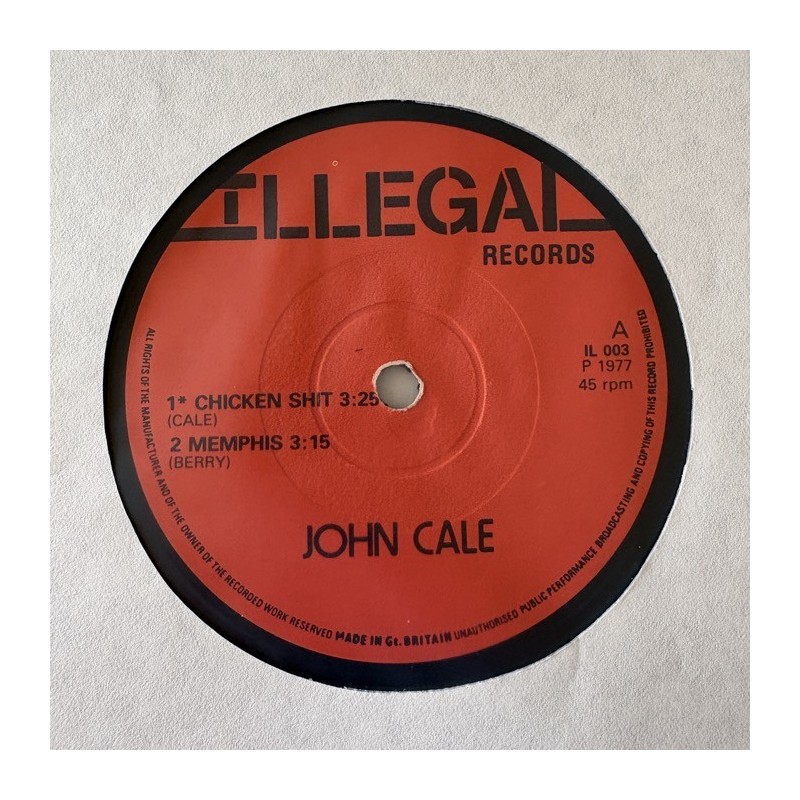 ILLEGAL
RECORDS
A
IL 003
P 1977
45 rpm
1* CHICKEN SHIT 3:25
(CALE)
2 MEMPHIS 3:15
(BERRY)
JOHN CALE
ALL RIGHTS OF THE MANUFACTURER AND OF THE OWNER OF THE RECORDED WORK RESERVED MADE IN Gt. BRITAIN UNAUTHORISED PUBLIC PERFORMANCE BROADCASTING AND COPYING OF THIS RECORD PROHIBITED